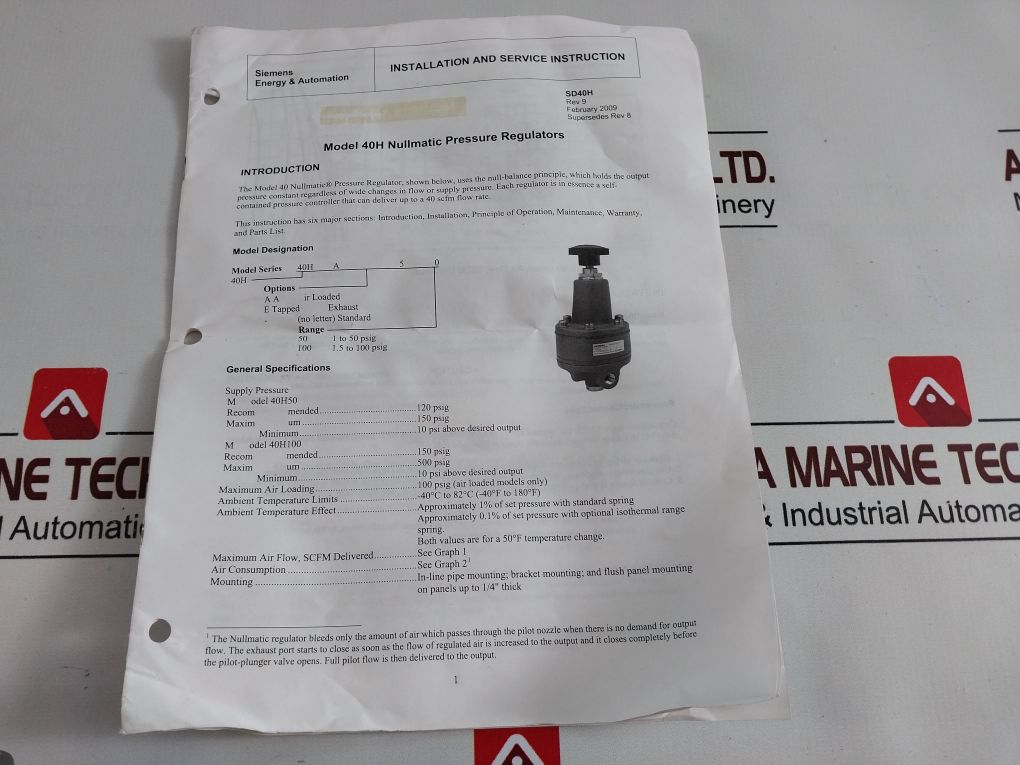 Siemens
Energy & Automation
INSTALLATION AND SERVICE INSTRUCTION
SD40H
Rev 9
February 2009
Supersedes Rev 8
Model 40H Nullmatic Pressure Regulators
INTRODUCTION
The Model 40 Nullmatic® Pressure Regulator, shown below, uses the null-balance principle, which holds the output
pressure constant regardless of wide changes in flow or supply pressure. Each regulator is in essence a self-
contained pressure controller that can deliver up to a 40 scfm flow rate.
This instruction has six major sections: Introduction, Installation, Principle of Operation, Maintenance, Warranty,
and Parts List.
Model Designation
Model Series 40H A 5 0
40H
Options
A A ir Loaded
E Tapped Exhaust
(no letter) Standard
Range
50 1 to 50 psig
100 1.5 to 100 psig
General Specifications
Supply Pressure
M odel 40H50
Recom mended.................................120 psig
Maxim um.......................................150 psig
Minimum.......................................10 psi above desired output
M odel 40H100
Recom mended.................................150 psig
Maxim um.......................................500 psig
Minimum.......................................10 psi above desired output
Maximum Air Loading.................................100 psig (air loaded models only)
Ambient Temperature Limits..........................-40°C to 82°C (-40°F to 180°F)
Ambient Temperature Effect..........................Approximately 1% of set pressure with standard spring
Approximately 0.1% of set pressure with optional isothermal range
spring.
Both values are for a 50°F temperature change.
Maximum Air Flow, SCFM Delivered..............See Graph 1
Air Consumption..........................................See Graph 2¹
Mounting....................................................In-line pipe mounting; bracket mounting; and flush panel mounting
on panels up to 1/4" thick
¹ The Nullmatic regulator bleeds only the amount of air which passes through the pilot nozzle when there is no demand for output
flow. The exhaust port starts to close as soon as the flow of regulated air is increased to the output and it closes completely before
the pilot-plunger valve opens. Full pilot flow is then delivered to the output.
1
LTD.
inery
A
N
NE TECH
l Automati
A MARINE TEC
& Industrial Automa